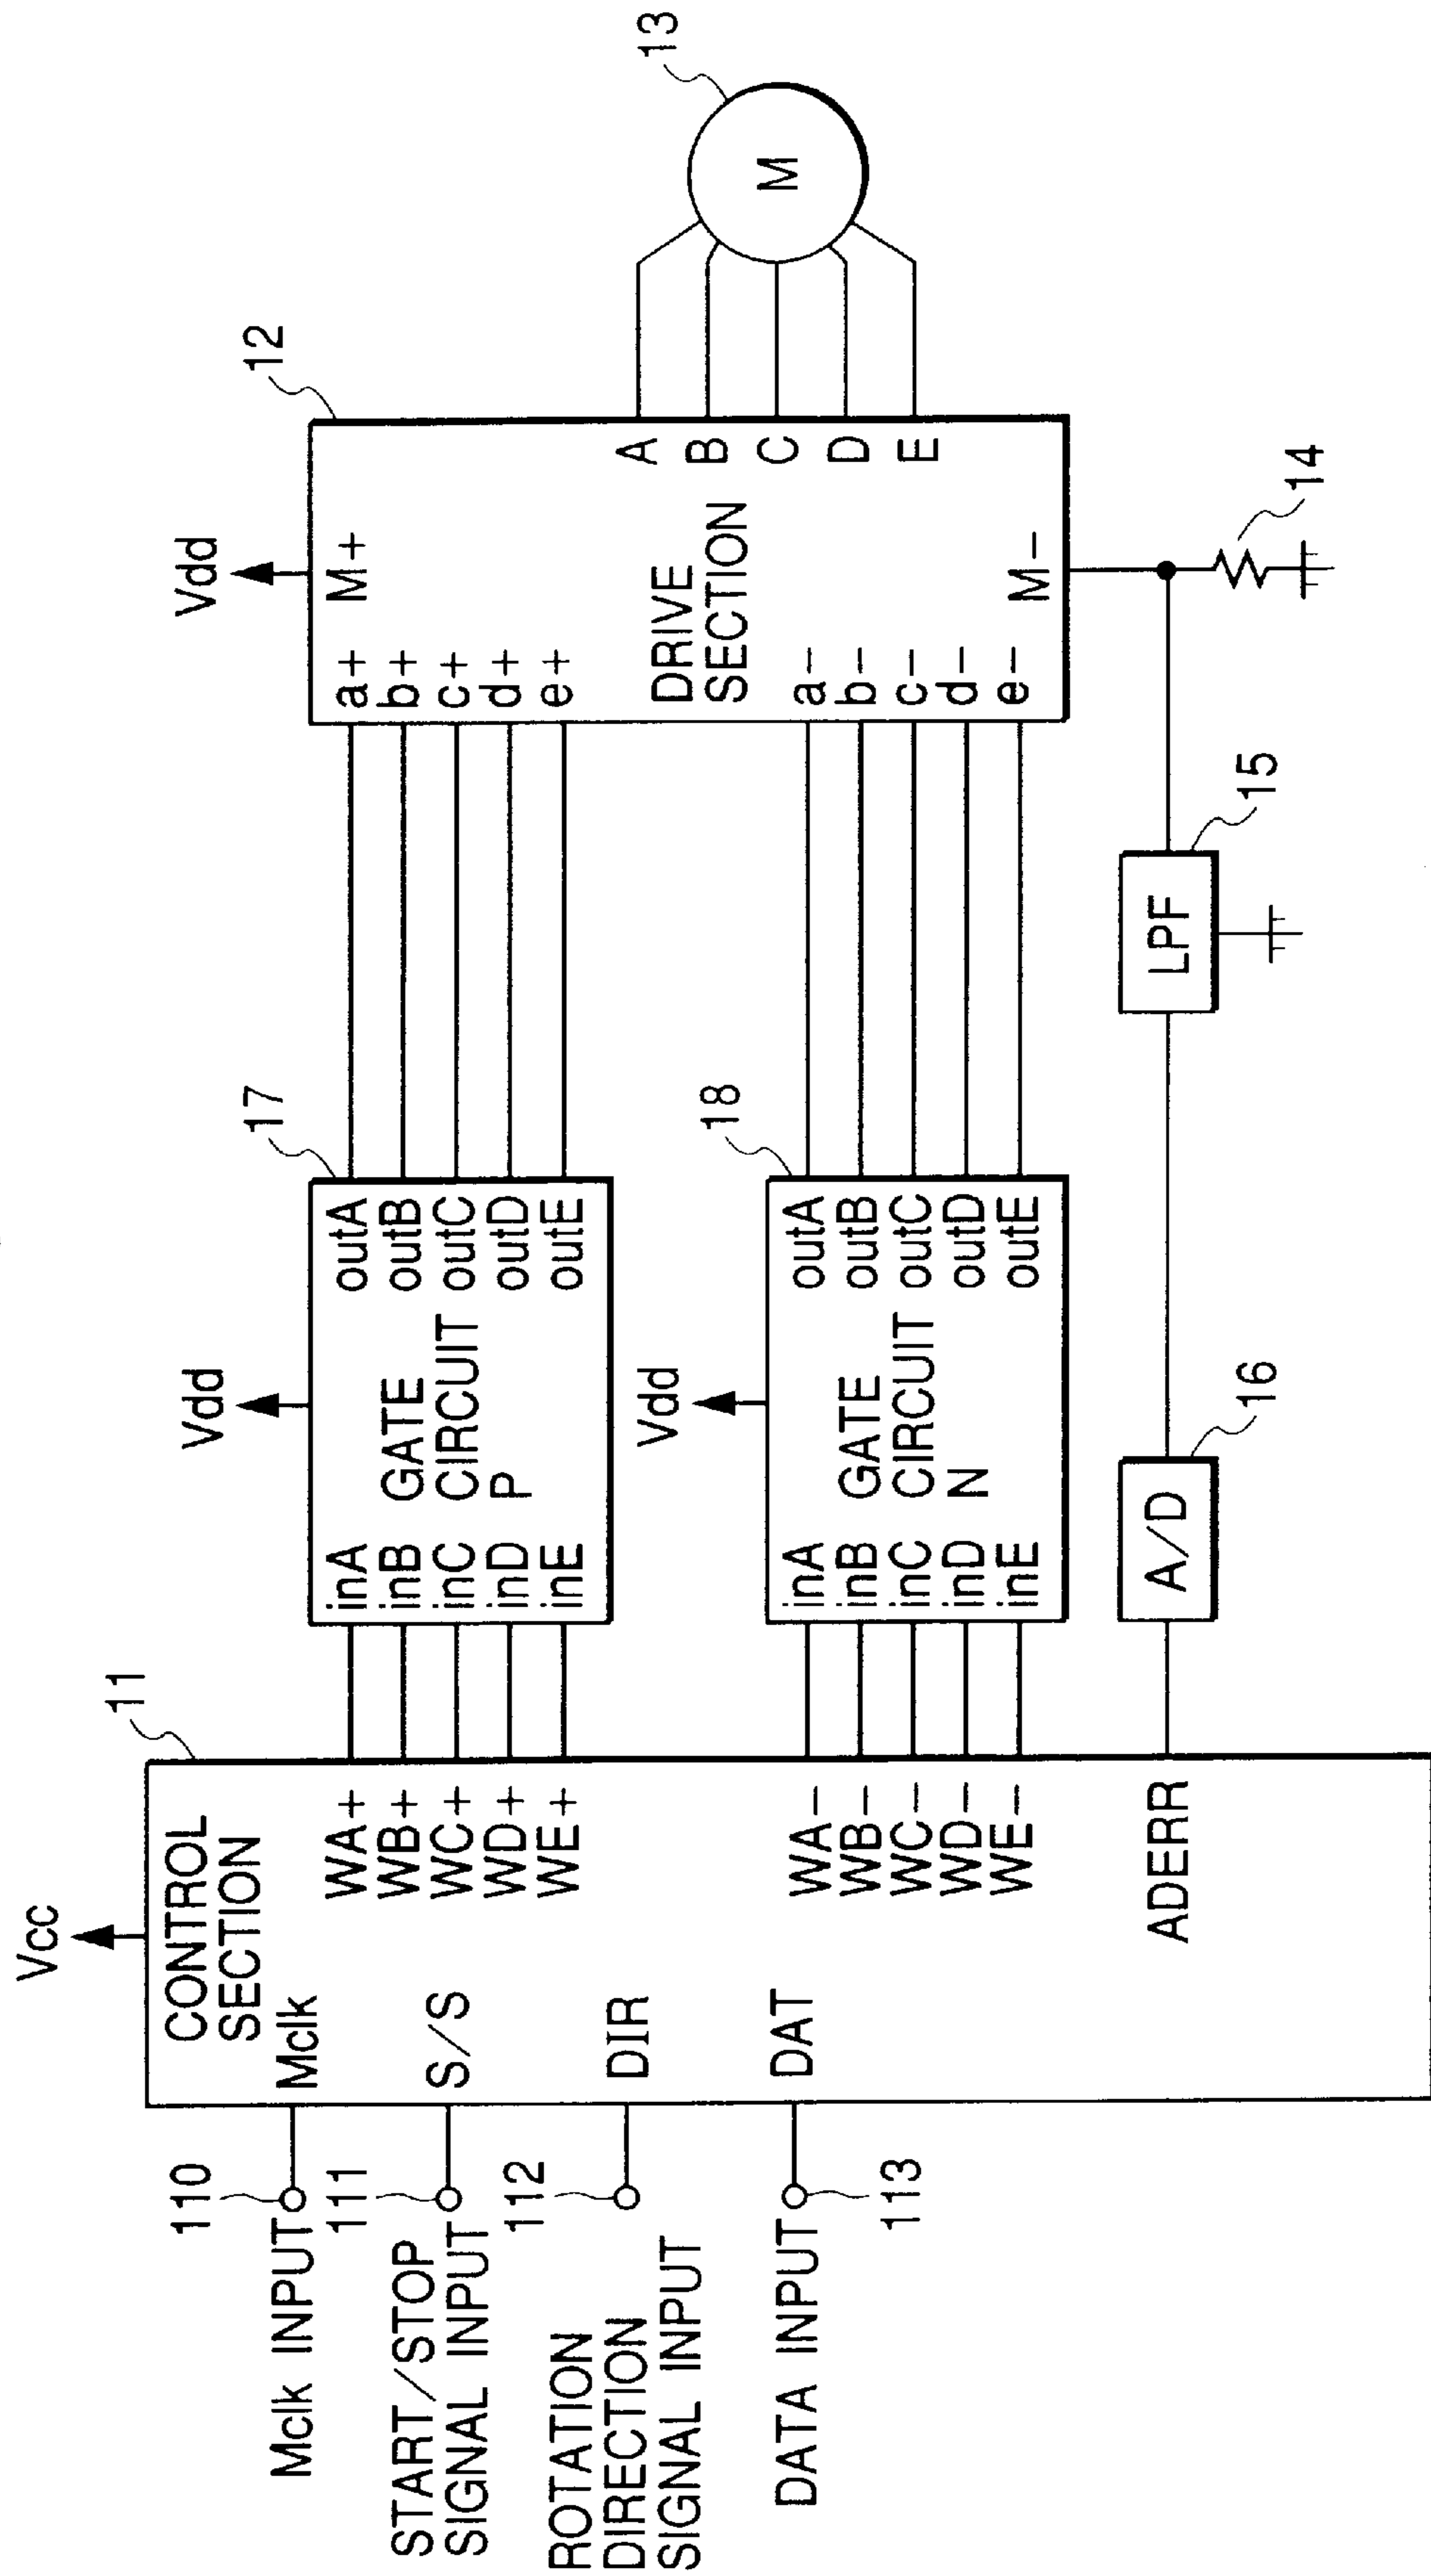 Vcc
11
CONTROL
SECTION
Mclk
S/S
DIR
DAT
WA+
WB+
WC+
WD+
WE+
WA−
WB−
WC−
WD−
WE−
ADERR
110
Mclk INPUT
111
START/STOP
SIGNAL INPUT
112
ROTATION
DIRECTION
SIGNAL INPUT
DATA INPUT
113
Vdd
17
inA
inB
inC
inD
inE
GATE
CIRCUIT
P
outA
outB
outC
outD
outE
Vdd
18
inA
inB
inC
inD
inE
GATE
CIRCUIT
N
outA
outB
outC
outD
outE
A/D
16
LPF
15
Vdd
12
M+
a+
b+
c+
d+
e+
DRIVE
SECTION
a−
b−
c−
d−
e−
M−
A
B
C
D
E
14
13
M